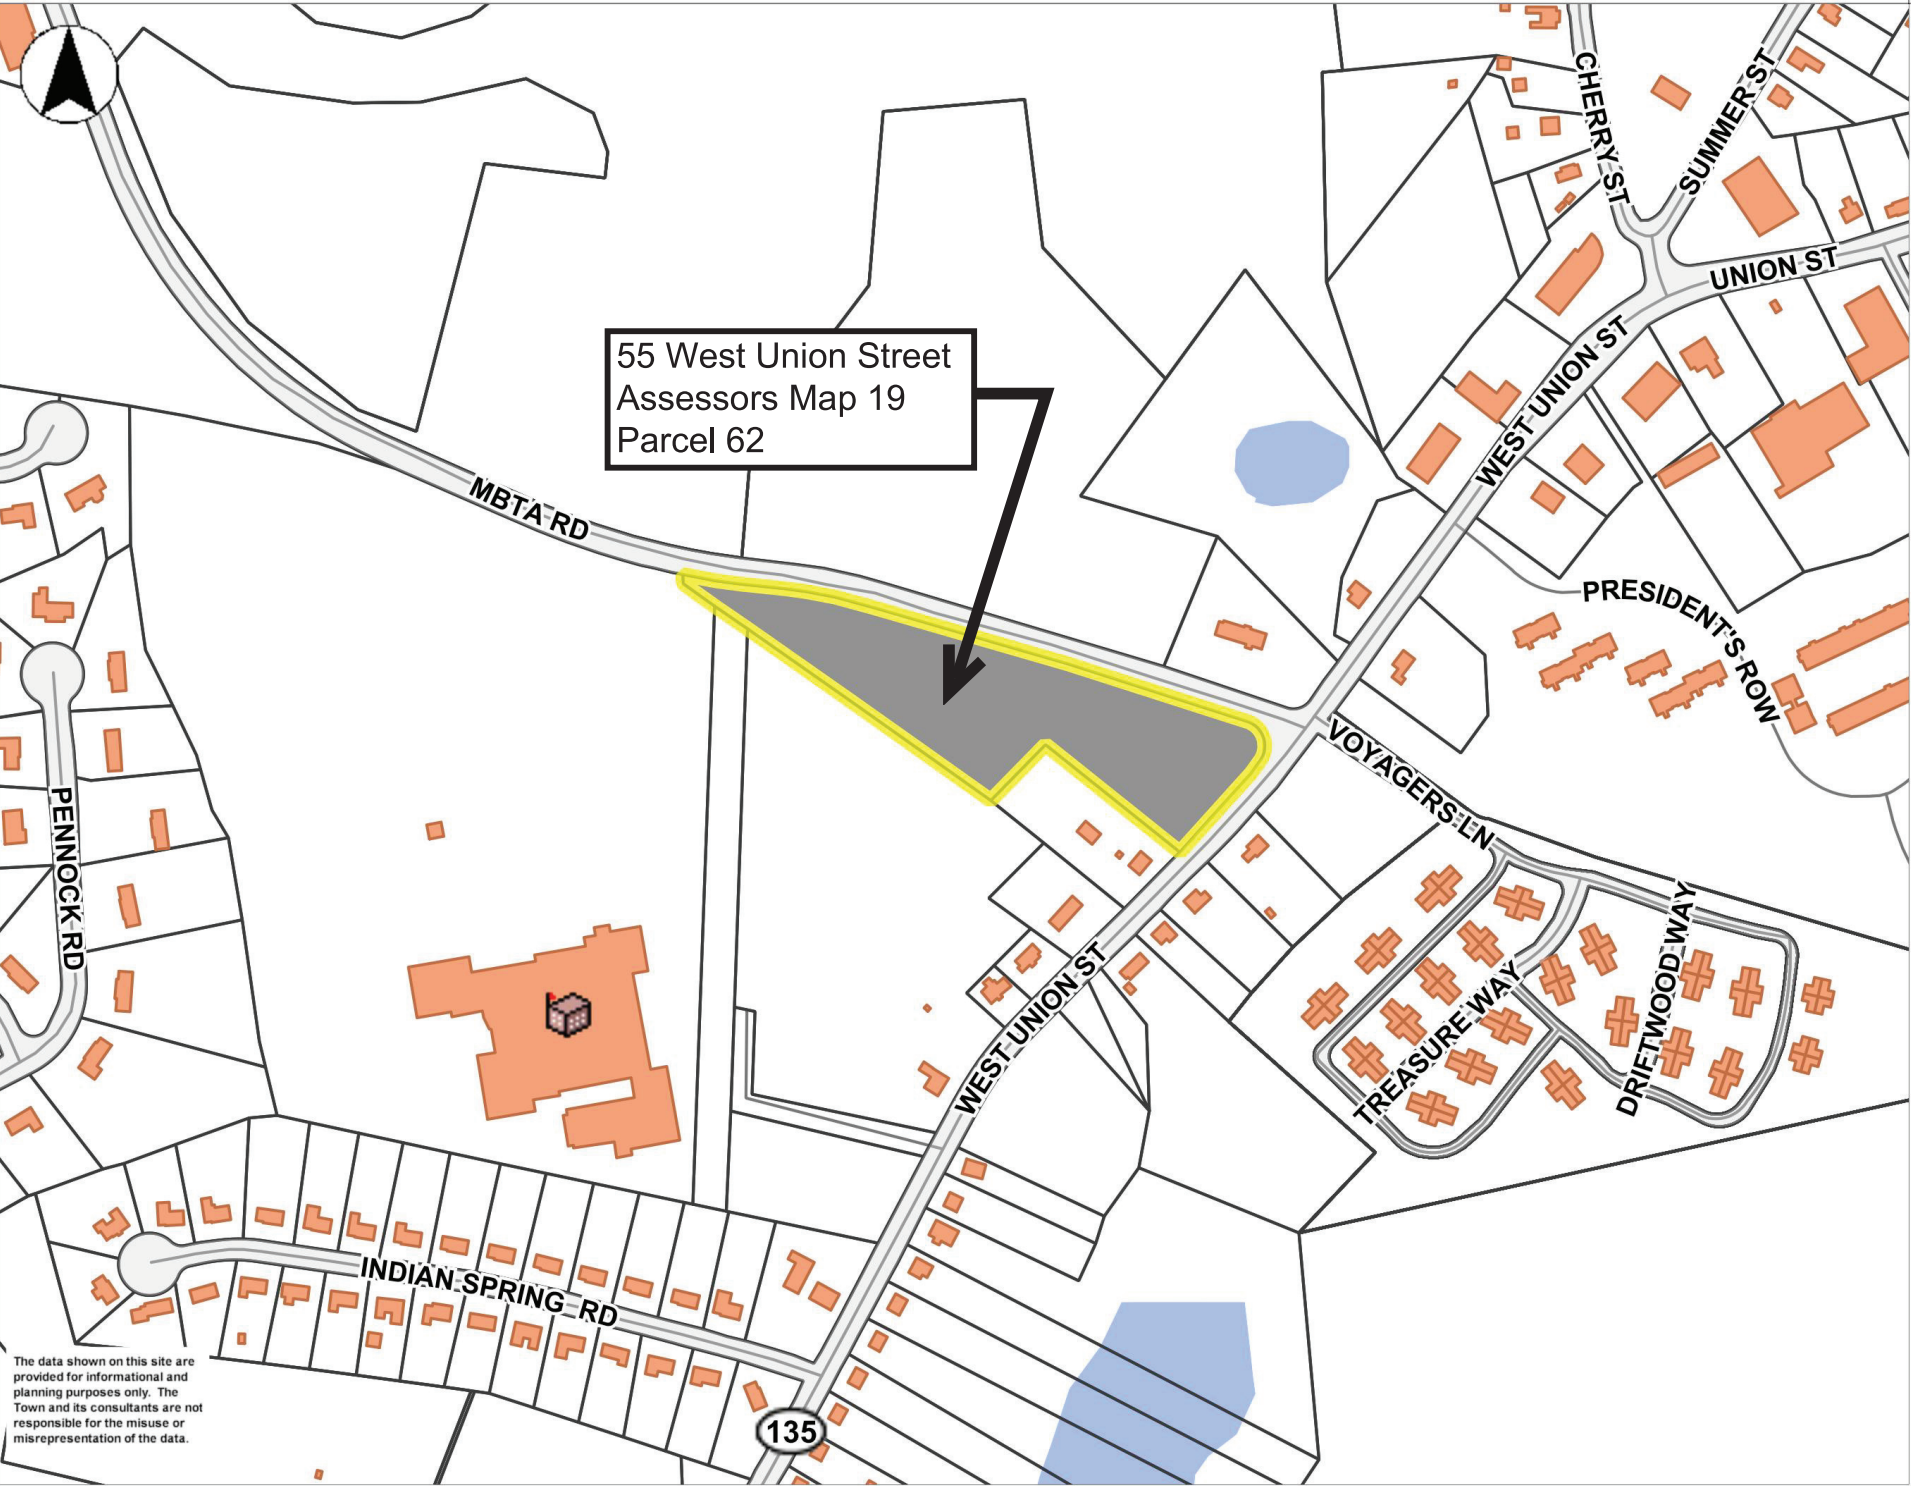 CHERRY ST
SUMMER ST
UNION ST
55 West Union Street
Assessors Map 19
Parcel 62
WEST UNION ST
MBTA RD
PRESIDENT'S ROW
VOYAGERS LN
PENNOCK RD
DRIFTWOOD WAY
TREASURE WAY
WEST UNION ST
INDIAN SPRING RD
The data shown on this site are
provided for informational and
planning purposes only. The
Town and its consultants are not
responsible for the misuse or
misrepresentation of the data.
135